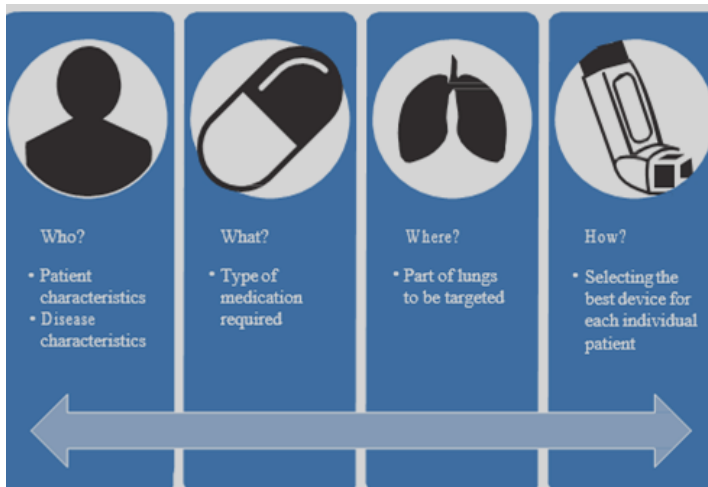 Who?
• Patient
characteristics
• Disease
characteristics
What?
• Type of
medication
required
Where?
• Part of lungs
to be targeted
How?
• Selecting the
best device for
each individual
patient